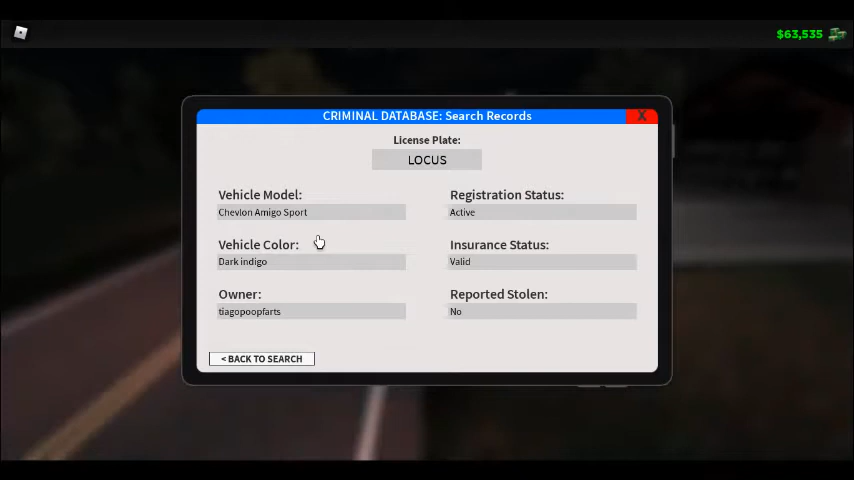 $63,535
CRIMINAL DATABASE: Search Records
X
License Plate:
LOCUS
Vehicle Model:
Chevlon Amigo Sport
Registration Status:
Active
Vehicle Color:
Dark indigo
Insurance Status:
Valid
Owner:
tiagopoopfarts
Reported Stolen:
No
< BACK TO SEARCH